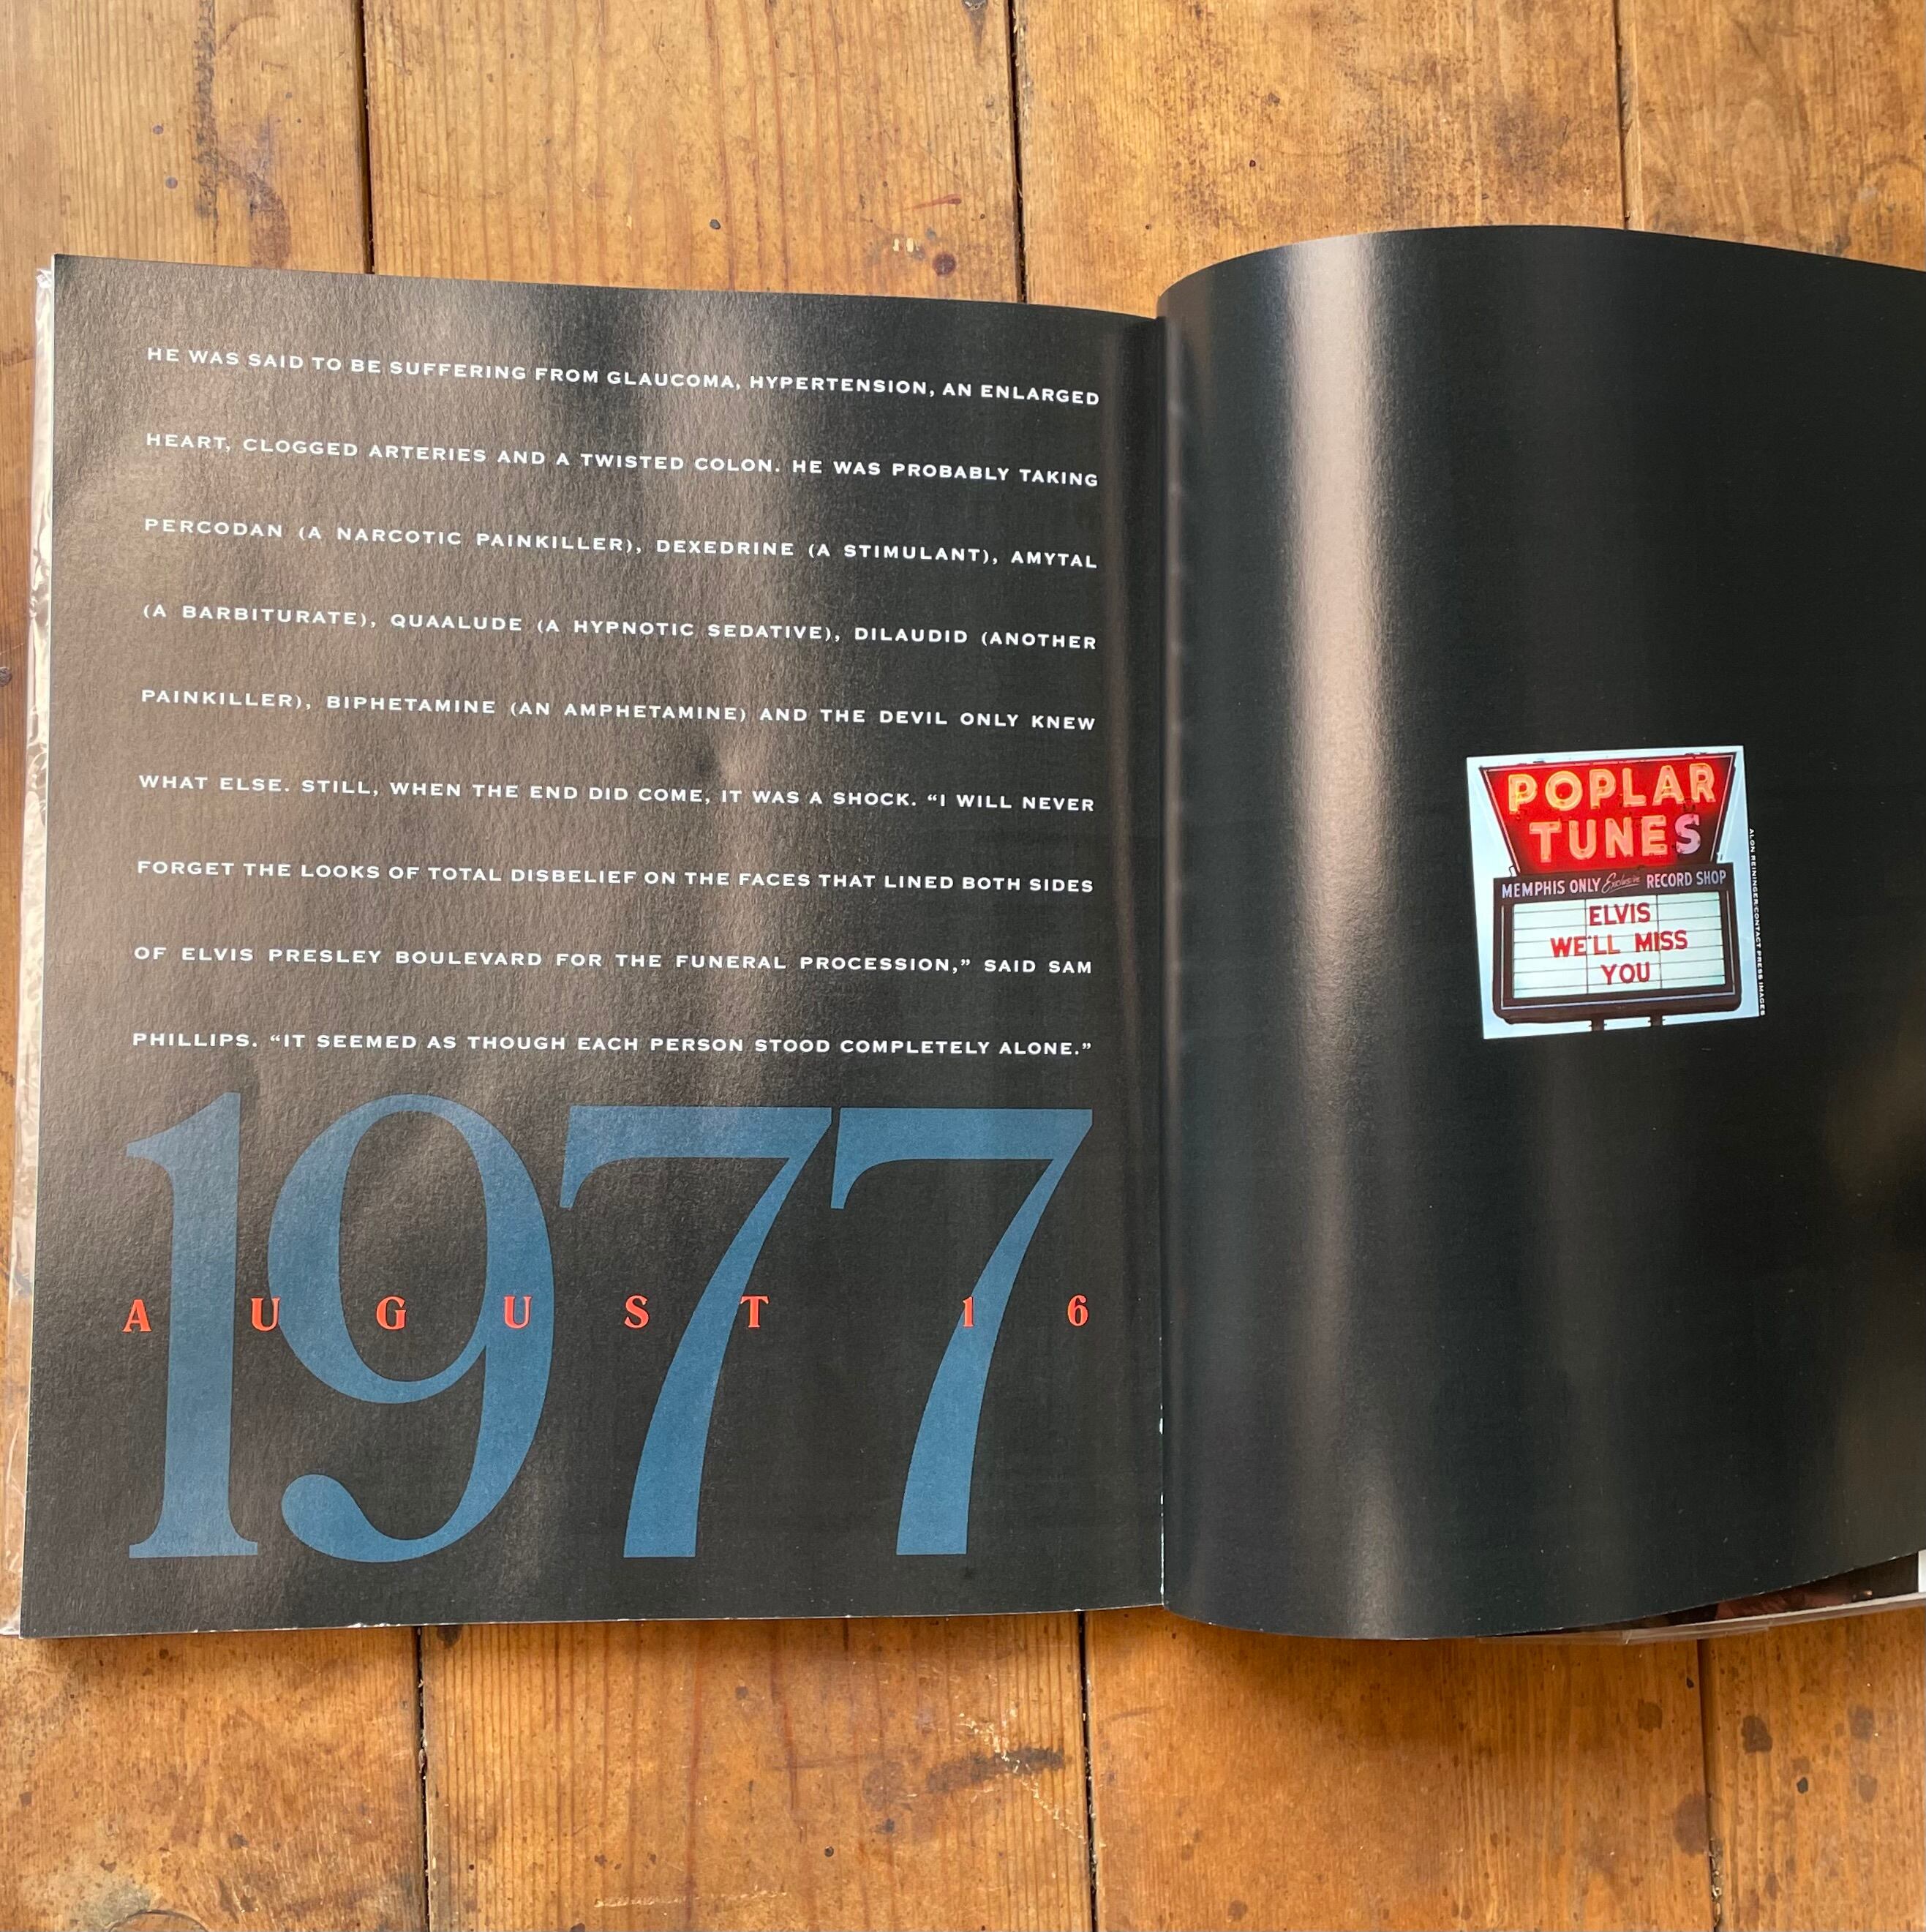 HE WAS SAID TO BE SUFFERING FROM GLAUCOMA, HYPERTENSION, AN ENLARGED
HEART, CLOGGED ARTERIES AND A TWISTED COLON. HE WAS PROBABLY TAKING
PERCODAN (A NARCOTIC PAINKILLER), DEXEDRINE (A STIMULANT), AMYTAL
(A BARBITURATE), QUAALUDE (A HYPNOTIC SEDATIVE), DILAUDID (ANOTHER
PAINKILLER), BIPHETAMINE (AN AMPHETAMINE) AND THE DEVIL ONLY KNEW
WHAT ELSE. STILL, WHEN THE END DID COME, IT WAS A SHOCK. “I WILL NEVER
FORGET THE LOOKS OF TOTAL DISBELIEF ON THE FACES THAT LINED BOTH SIDES
OF ELVIS PRESLEY BOULEVARD FOR THE FUNERAL PROCESSION,” SAID SAM
PHILLIPS. “IT SEEMED AS THOUGH EACH PERSON STOOD COMPLETELY ALONE.”
1977
AUGUST 16
POPLAR
TUNES
MEMPHIS ONLY Exclusive RECORD SHOP
ELVIS
WE'LL MISS
YOU
ALON REININGER/CONTACT PRESS IMAGES